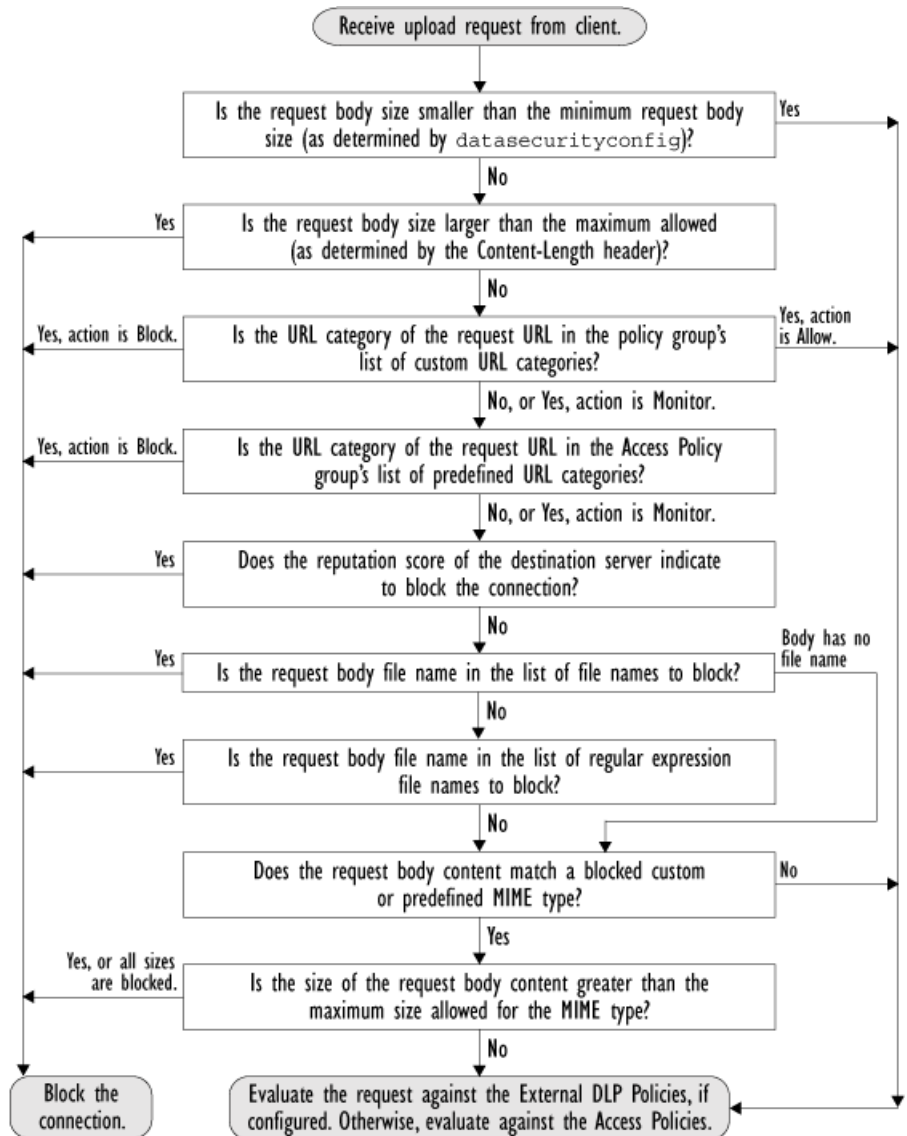 Receive upload request from client.
Is the request body size smaller than the minimum request body
size (as determined by datasecurityconfig)?
Yes
No
Yes
Is the request body size larger than the maximum allowed
(as determined by the Content-Length header)?
No
Yes, action is Block.
Is the URL category of the request URL in the policy group's
list of custom URL categories?
Yes, action
is Allow.
No, or Yes, action is Monitor.
Yes, action is Block.
Is the URL category of the request URL in the Access Policy
group's list of predefined URL categories?
No, or Yes, action is Monitor.
Yes
Does the reputation score of the destination server indicate
to block the connection?
No
Yes
Is the request body file name in the list of file names to block?
Body has no
file name
No
Yes
Is the request body file name in the list of regular expression
file names to block?
No
Does the request body content match a blocked custom
or predefined MIME type?
No
Yes
Yes, or all sizes
are blocked.
Is the size of the request body content greater than the
maximum size allowed for the MIME type?
No
Block the
connection.
Evaluate the request against the External DLP Policies, if
configured. Otherwise, evaluate against the Access Policies.